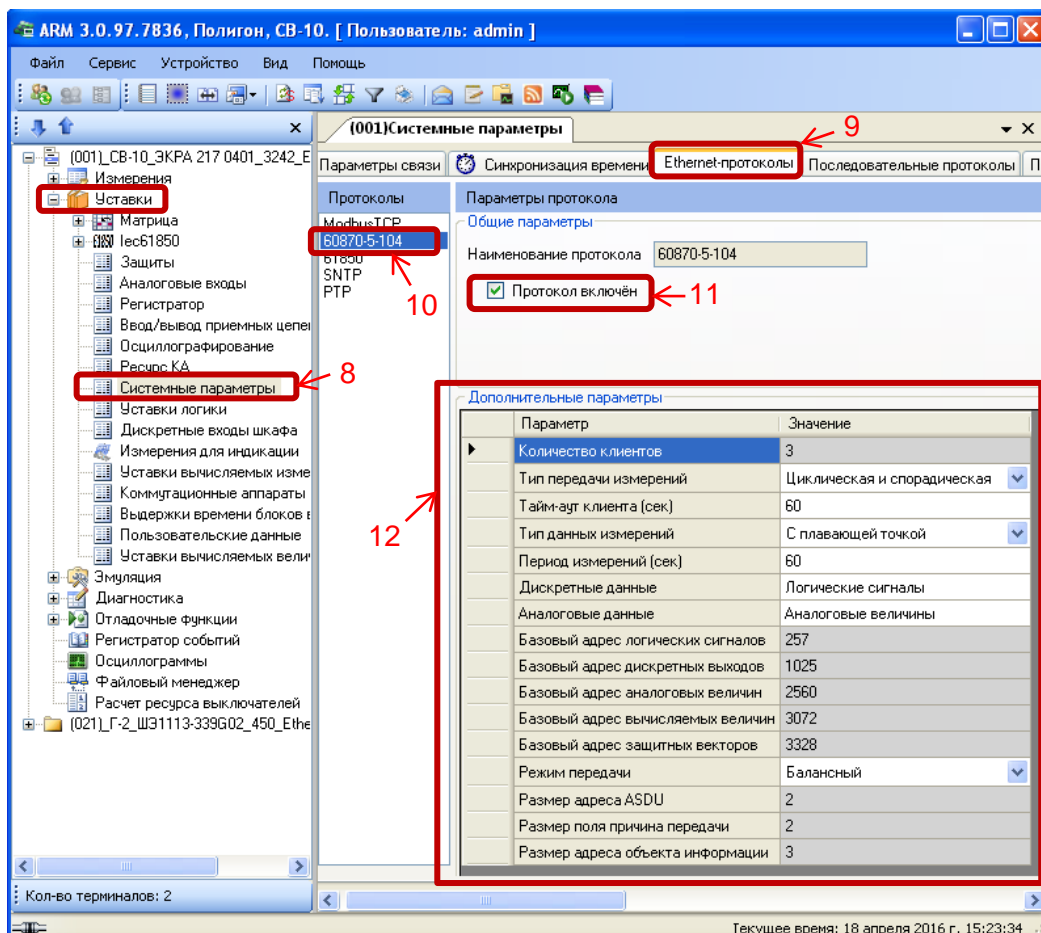 ARM 3.0.97.7836, Полигон, СВ-10. [ Пользователь: admin ]
Файл Сервис Устройство Вид Помощь
(001)Системные параметры
9
Параметры связи Синхронизация времени Ethernet-протоколы Последовательные протоколы П
(001)_СВ-10_ЭКРА 217 0401_3242_E
Измерения
Уставки
Матрица
Iec61850
Защиты
Аналоговые входы
Регистратор
Ввод/вывод приемных цепей
Осциллографирование
Ресурс КА
Системные параметры
8
Уставки логики
Дискретные входы шкафа
Измерения для индикации
Уставки вычисляемых изме
Коммутационные аппараты
Выдержки времени блоков в
Пользовательские данные
Уставки вычисляемых велич
Эмуляция
Диагностика
Отладочные функции
Регистратор событий
Осциллограммы
Файловый менеджер
Расчет ресурса выключателей
(021)_Г-2_ШЭ1113-339G02_450_Ethe
Кол-во терминалов: 2
Протоколы
ModbusTCP
60870-5-104
61850
SNTP
PTP
10
Параметры протокола
Общие параметры
Наименование протокола 60870-5-104
Протокол включён
11
12
Дополнительные параметры
Параметр Значение
Количество клиентов 3
Тип передачи измерений Циклическая и спорадическая
Тайм-аут клиента (сек) 60
Тип данных измерений С плавающей точкой
Период измерений (сек) 60
Дискретные данные Логические сигналы
Аналоговые данные Аналоговые величины
Базовый адрес логических сигналов 257
Базовый адрес дискретных выходов 1025
Базовый адрес аналоговых величин 2560
Базовый адрес вычисляемых величин 3072
Базовый адрес защитных векторов 3328
Режим передачи Балансный
Размер адреса ASDU 2
Размер поля причина передачи 2
Размер адреса объекта информации 3
Текущее время: 18 апреля 2016 г. 15:23:34